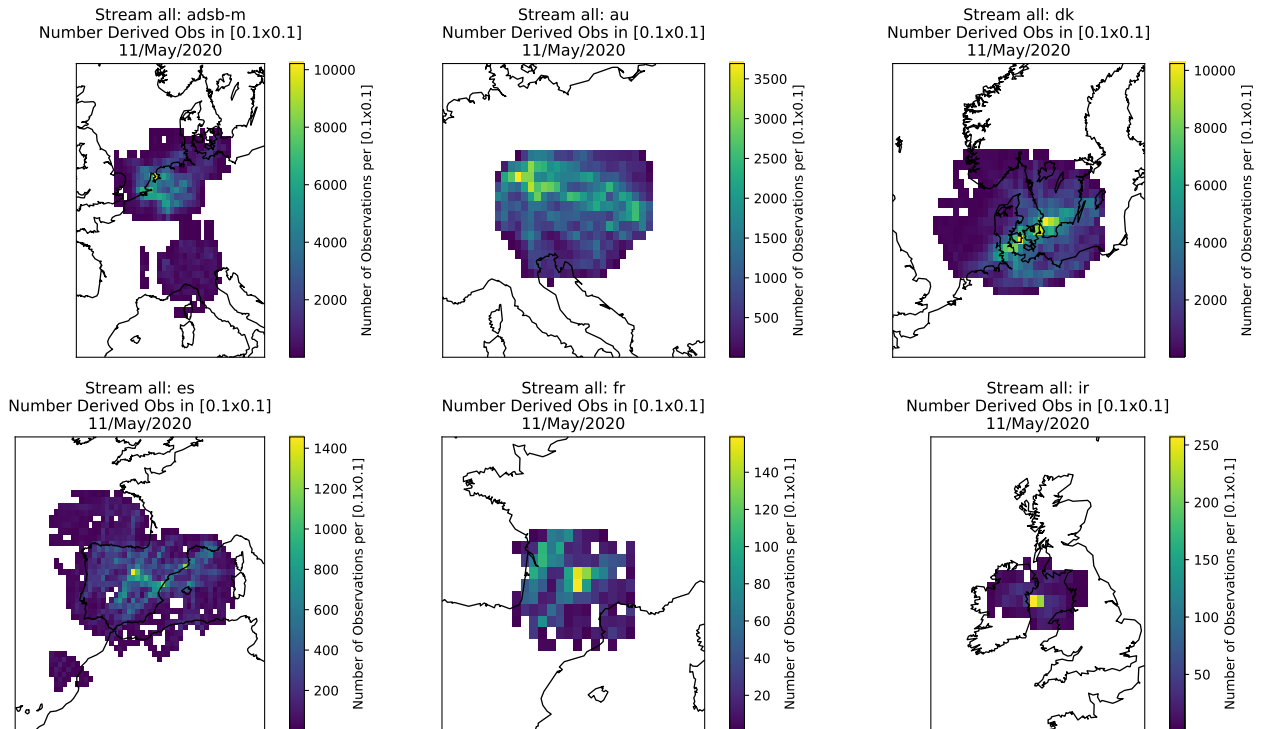 Stream all: adsb-m
Number Derived Obs in [0.1x0.1]
11/May/2020
10000
8000
6000
4000
2000
Number of Observations per [0.1x0.1]
Stream all: au
Number Derived Obs in [0.1x0.1]
11/May/2020
3500
3000
2500
2000
1500
1000
500
Number of Observations per [0.1x0.1]
Stream all: dk
Number Derived Obs in [0.1x0.1]
11/May/2020
10000
8000
6000
4000
2000
Number of Observations per [0.1x0.1]
Stream all: es
Number Derived Obs in [0.1x0.1]
11/May/2020
1400
1200
1000
800
600
400
200
Number of Observations per [0.1x0.1]
Stream all: fr
Number Derived Obs in [0.1x0.1]
11/May/2020
140
120
100
80
60
40
20
Number of Observations per [0.1x0.1]
Stream all: ir
Number Derived Obs in [0.1x0.1]
11/May/2020
250
200
150
100
50
Number of Observations per [0.1x0.1]